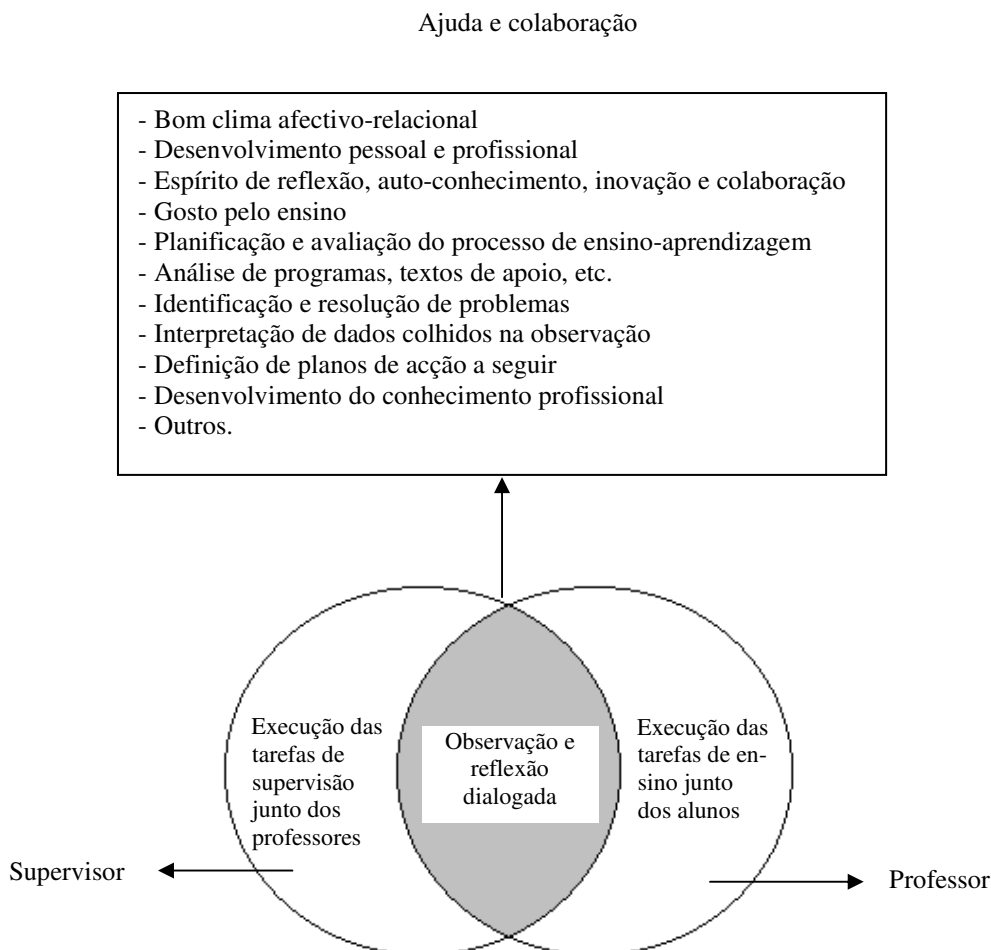 Ajuda e colaboração
- Bom clima afectivo-relacional
- Desenvolvimento pessoal e profissional
- Espírito de reflexão, auto-conhecimento, inovação e colaboração
- Gosto pelo ensino
- Planificação e avaliação do processo de ensino-aprendizagem
- Análise de programas, textos de apoio, etc.
- Identificação e resolução de problemas
- Interpretação de dados colhidos na observação
- Definição de planos de acção a seguir
- Desenvolvimento do conhecimento profissional
- Outros.
Execução das
tarefas de
supervisão
junto dos
professores
Observação e
reflexão
dialogada
Execução das
tarefas de en-
sino junto
dos alunos
Supervisor
Professor